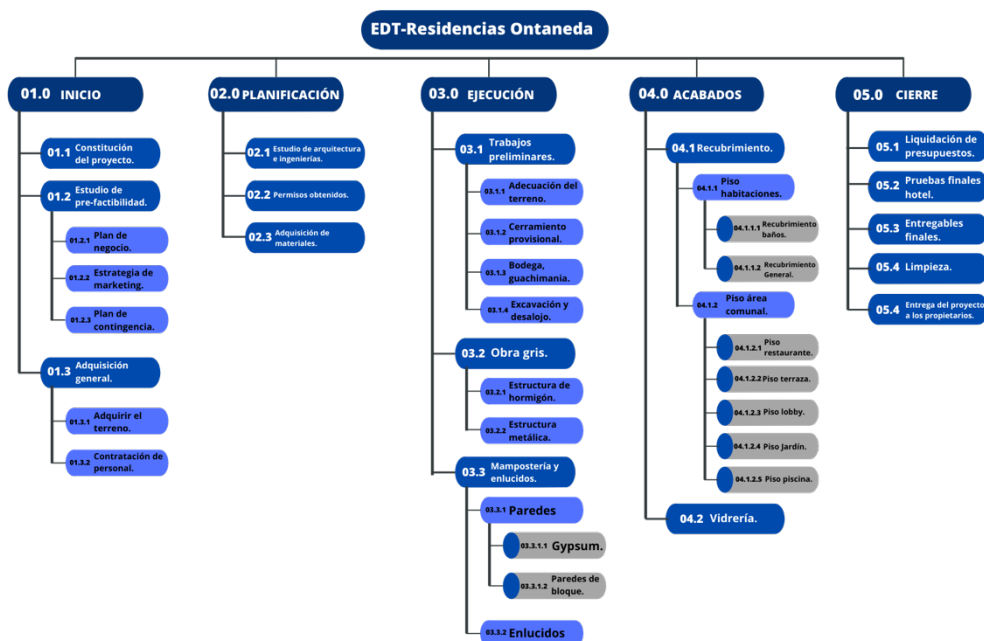 EDT-Residencias Ontaneda
01.0 INICIO
01.1 Constitución
del proyecto.
01.2 Estudio de
pre-factibilidad.
01.2.1 Plan de
negocio.
01.2.2 Estrategia de
marketing.
01.2.3 Plan de
contingencia.
01.3 Adquisición
general.
01.3.1 Adquirir el
terreno.
01.3.2 Contratación de
personal.
02.0 PLANIFICACIÓN
02.1 Estudio de arquitectura
e ingenierías.
02.2 Permisos obtenidos.
02.3 Adquisición de
materiales.
03.0 EJECUCIÓN
03.1 Trabajos
preliminares.
03.1.1 Adecuación del
terreno.
03.1.2 Cerramiento
provisional.
03.1.3 Bodega,
guachimania.
03.1.4 Excavación y
desalojo.
03.2 Obra gris.
03.2.1 Estructura de
hormigón.
03.2.2 Estructura
metálica.
03.3 Mampostería y
enlucidos.
03.3.1 Paredes
03.3.1.1 Gypsum.
03.3.1.2 Paredes de
bloque.
03.3.2 Enlucidos
04.0 ACABADOS
04.1 Recubrimiento.
04.1.1 Piso
habitaciones.
04.1.1.1 Recubrimiento
baños.
04.1.1.2 Recubrimiento
General.
04.1.2 Piso área
comunal.
04.1.2.1 Piso
restaurante.
04.1.2.2 Piso terraza.
04.1.2.3 Piso lobby.
04.1.2.4 Piso Jardín.
04.1.2.5 Piso piscina.
04.2 Vidrería.
05.0 CIERRE
05.1 Liquidación de
presupuestos.
05.2 Pruebas finales
hotel.
05.3 Entregables
finales.
05.4 Limpieza.
05.4 Entrega del proyecto
a los propietarios.